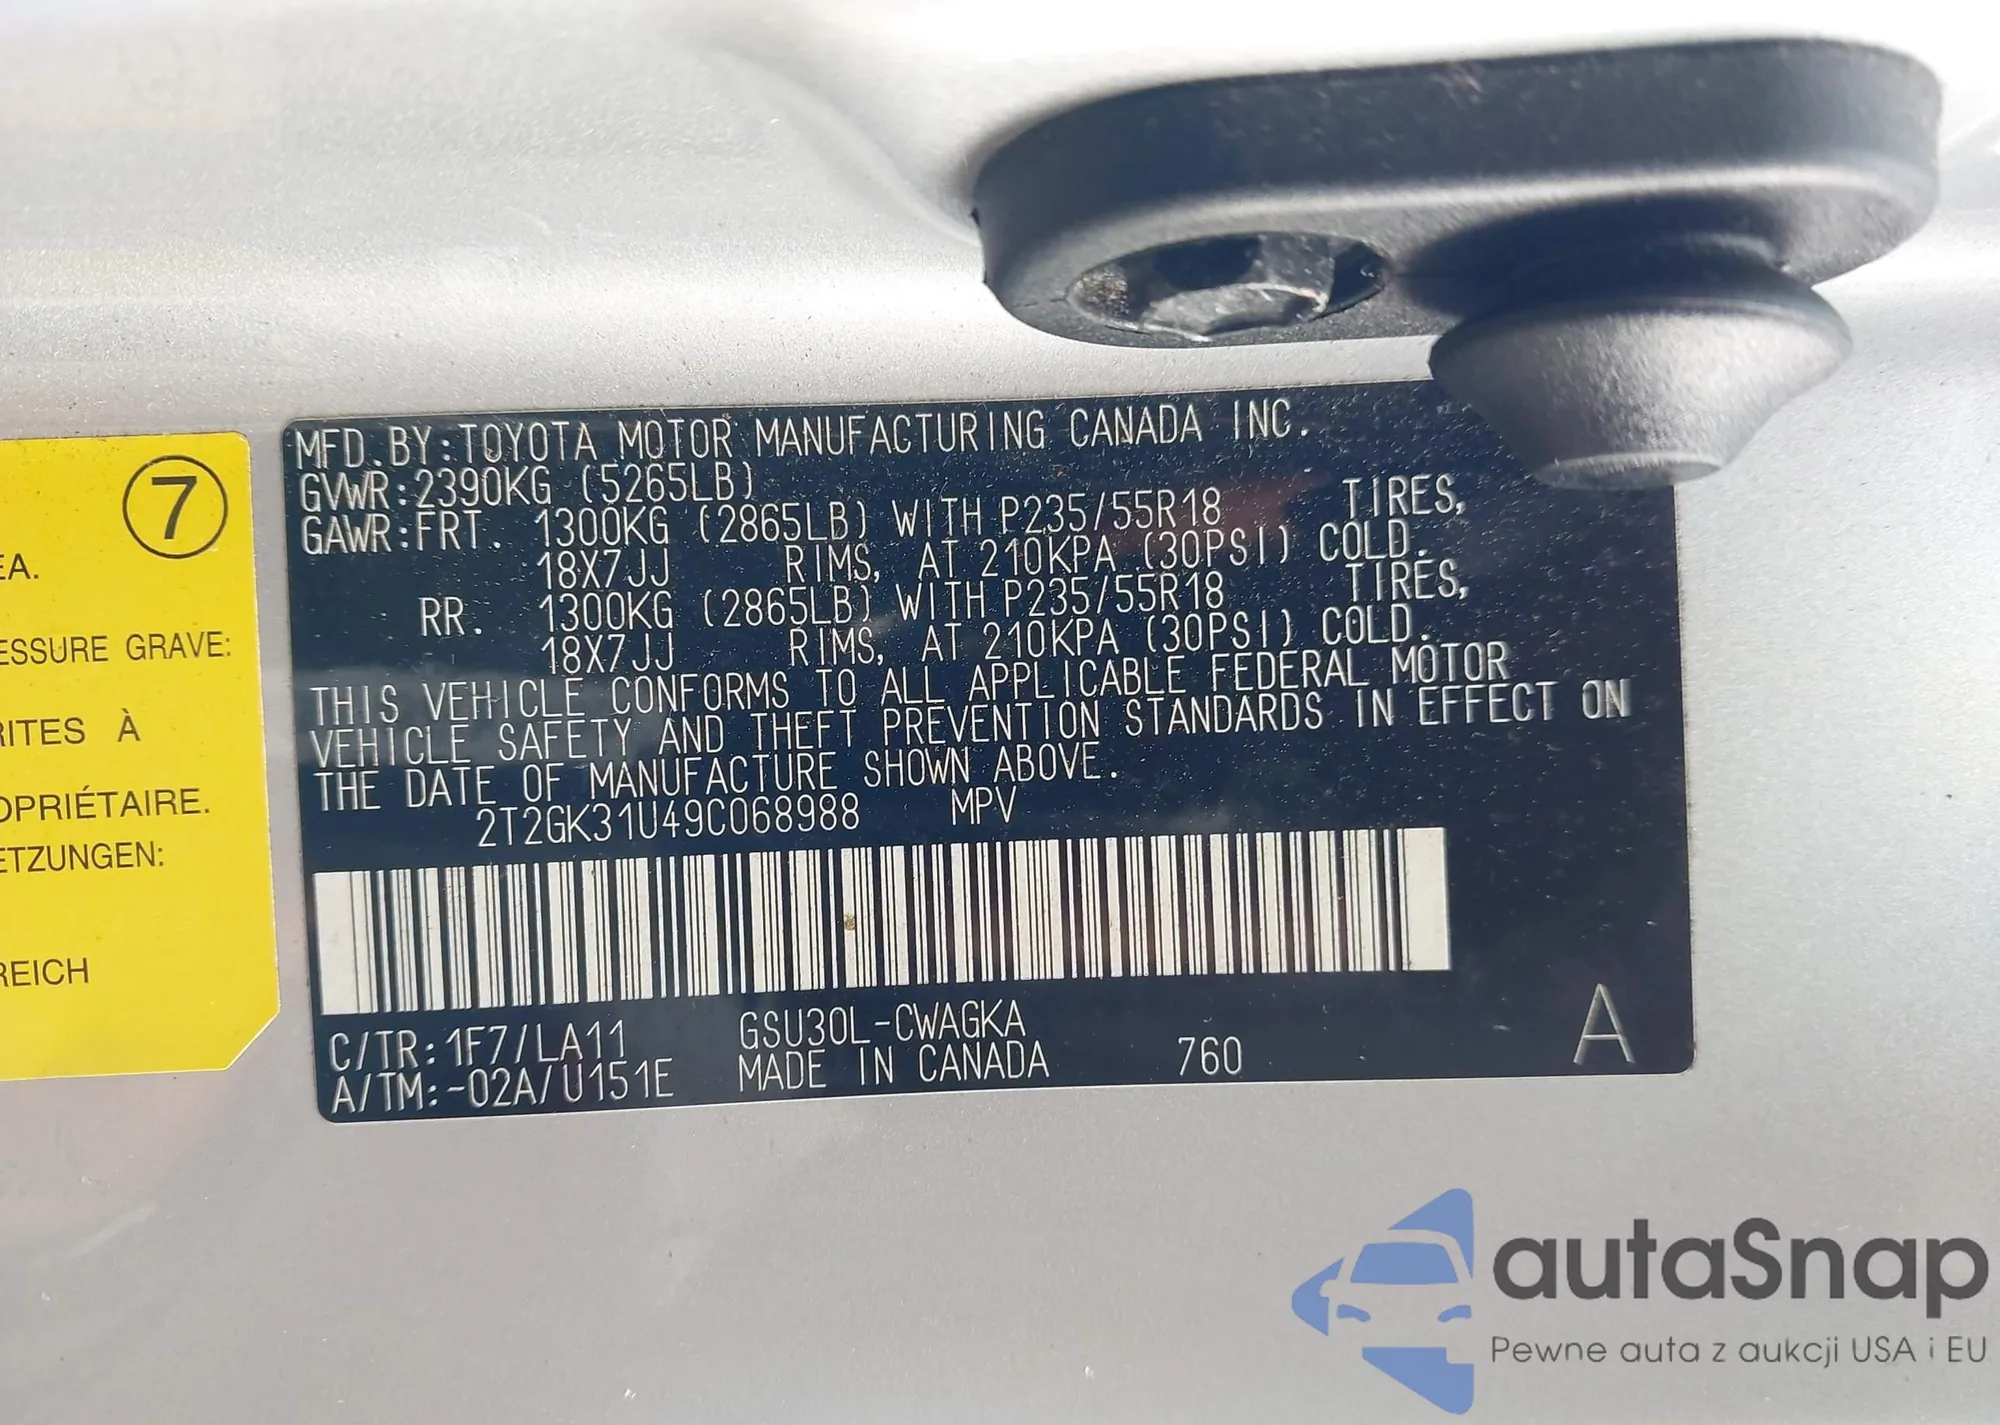 7
EA.
ESSURE GRAVE:
RITES À
OPRIÉTAIRE.
ETZUNGEN:
REICH
MFD.BY:TOYOTA MOTOR MANUFACTURING CANADA INC.
GVWR:2390KG (5265LB)
GAWR:FRT. 1300KG (2865LB) WITH P235/55R18 TIRES,
18X7JJ RIMS, AT 210KPA (30PSI) COLD.
RR. 1300KG (2865LB) WITH P235/55R18 TIRES,
18X7JJ RIMS, AT 210KPA (30PSI) COLD.
THIS VEHICLE CONFORMS TO ALL APPLICABLE FEDERAL MOTOR
VEHICLE SAFETY AND THEFT PREVENTION STANDARDS IN EFFECT ON
THE DATE OF MANUFACTURE SHOWN ABOVE.
2T2GK31U49C068988 MPV
C/TR:1F7/LA11 GSU30L-CWAGKA
A/TM:-02A/U151E MADE IN CANADA 760 A
autaSnap
Pewne auta z aukcji USA i EU